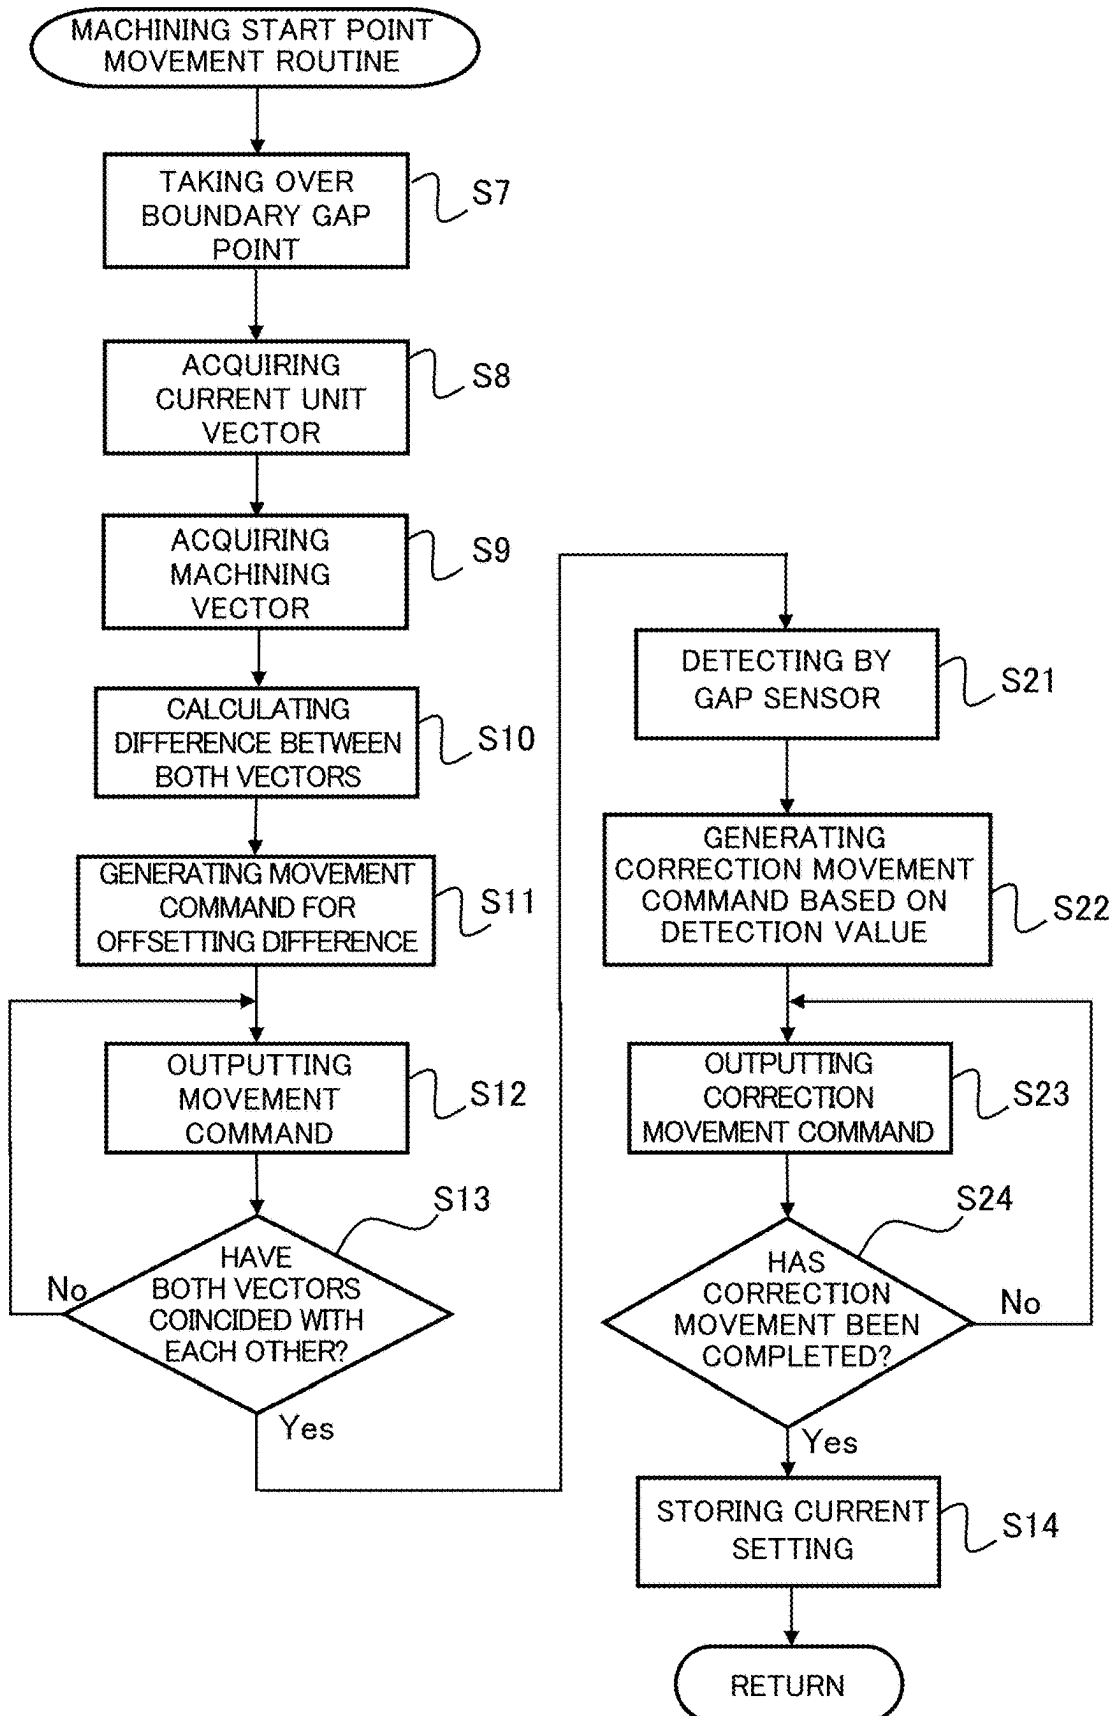 MACHINING START POINT
MOVEMENT ROUTINE
TAKING OVER
BOUNDARY GAP
POINT
S7
ACQUIRING
CURRENT UNIT
VECTOR
S8
ACQUIRING
MACHINING
VECTOR
S9
CALCULATING
DIFFERENCE BETWEEN
BOTH VECTORS
S10
GENERATING MOVEMENT
COMMAND FOR
OFFSETTING DIFFERENCE
S11
OUTPUTTING
MOVEMENT
COMMAND
S12
S13
HAVE
BOTH VECTORS
COINCIDED WITH
EACH OTHER?
No
Yes
DETECTING BY
GAP SENSOR
S21
GENERATING
CORRECTION MOVEMENT
COMMAND BASED ON
DETECTION VALUE
S22
OUTPUTTING
CORRECTION
MOVEMENT COMMAND
S23
S24
HAS
CORRECTION
MOVEMENT BEEN
COMPLETED?
No
Yes
STORING CURRENT
SETTING
S14
RETURN